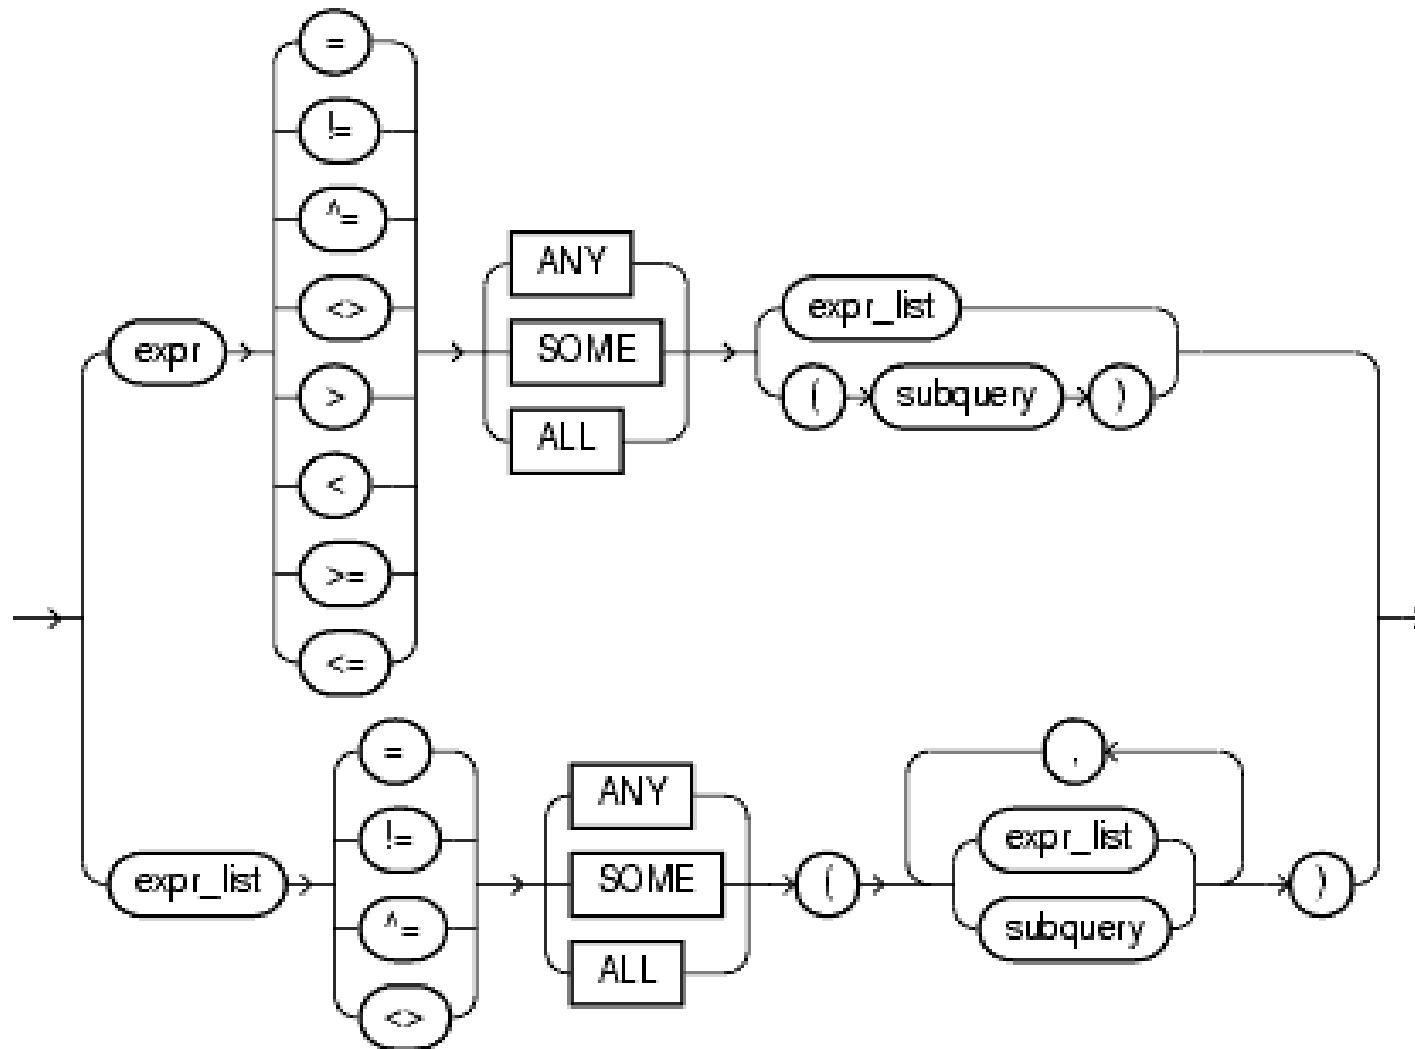 =
!=
^=
<>
>
<
>=
<=
expr
ANY
SOME
ALL
expr_list
( subquery )
=
!=
^=
<>
expr_list
ANY
SOME
ALL
(
,
expr_list
subquery
)